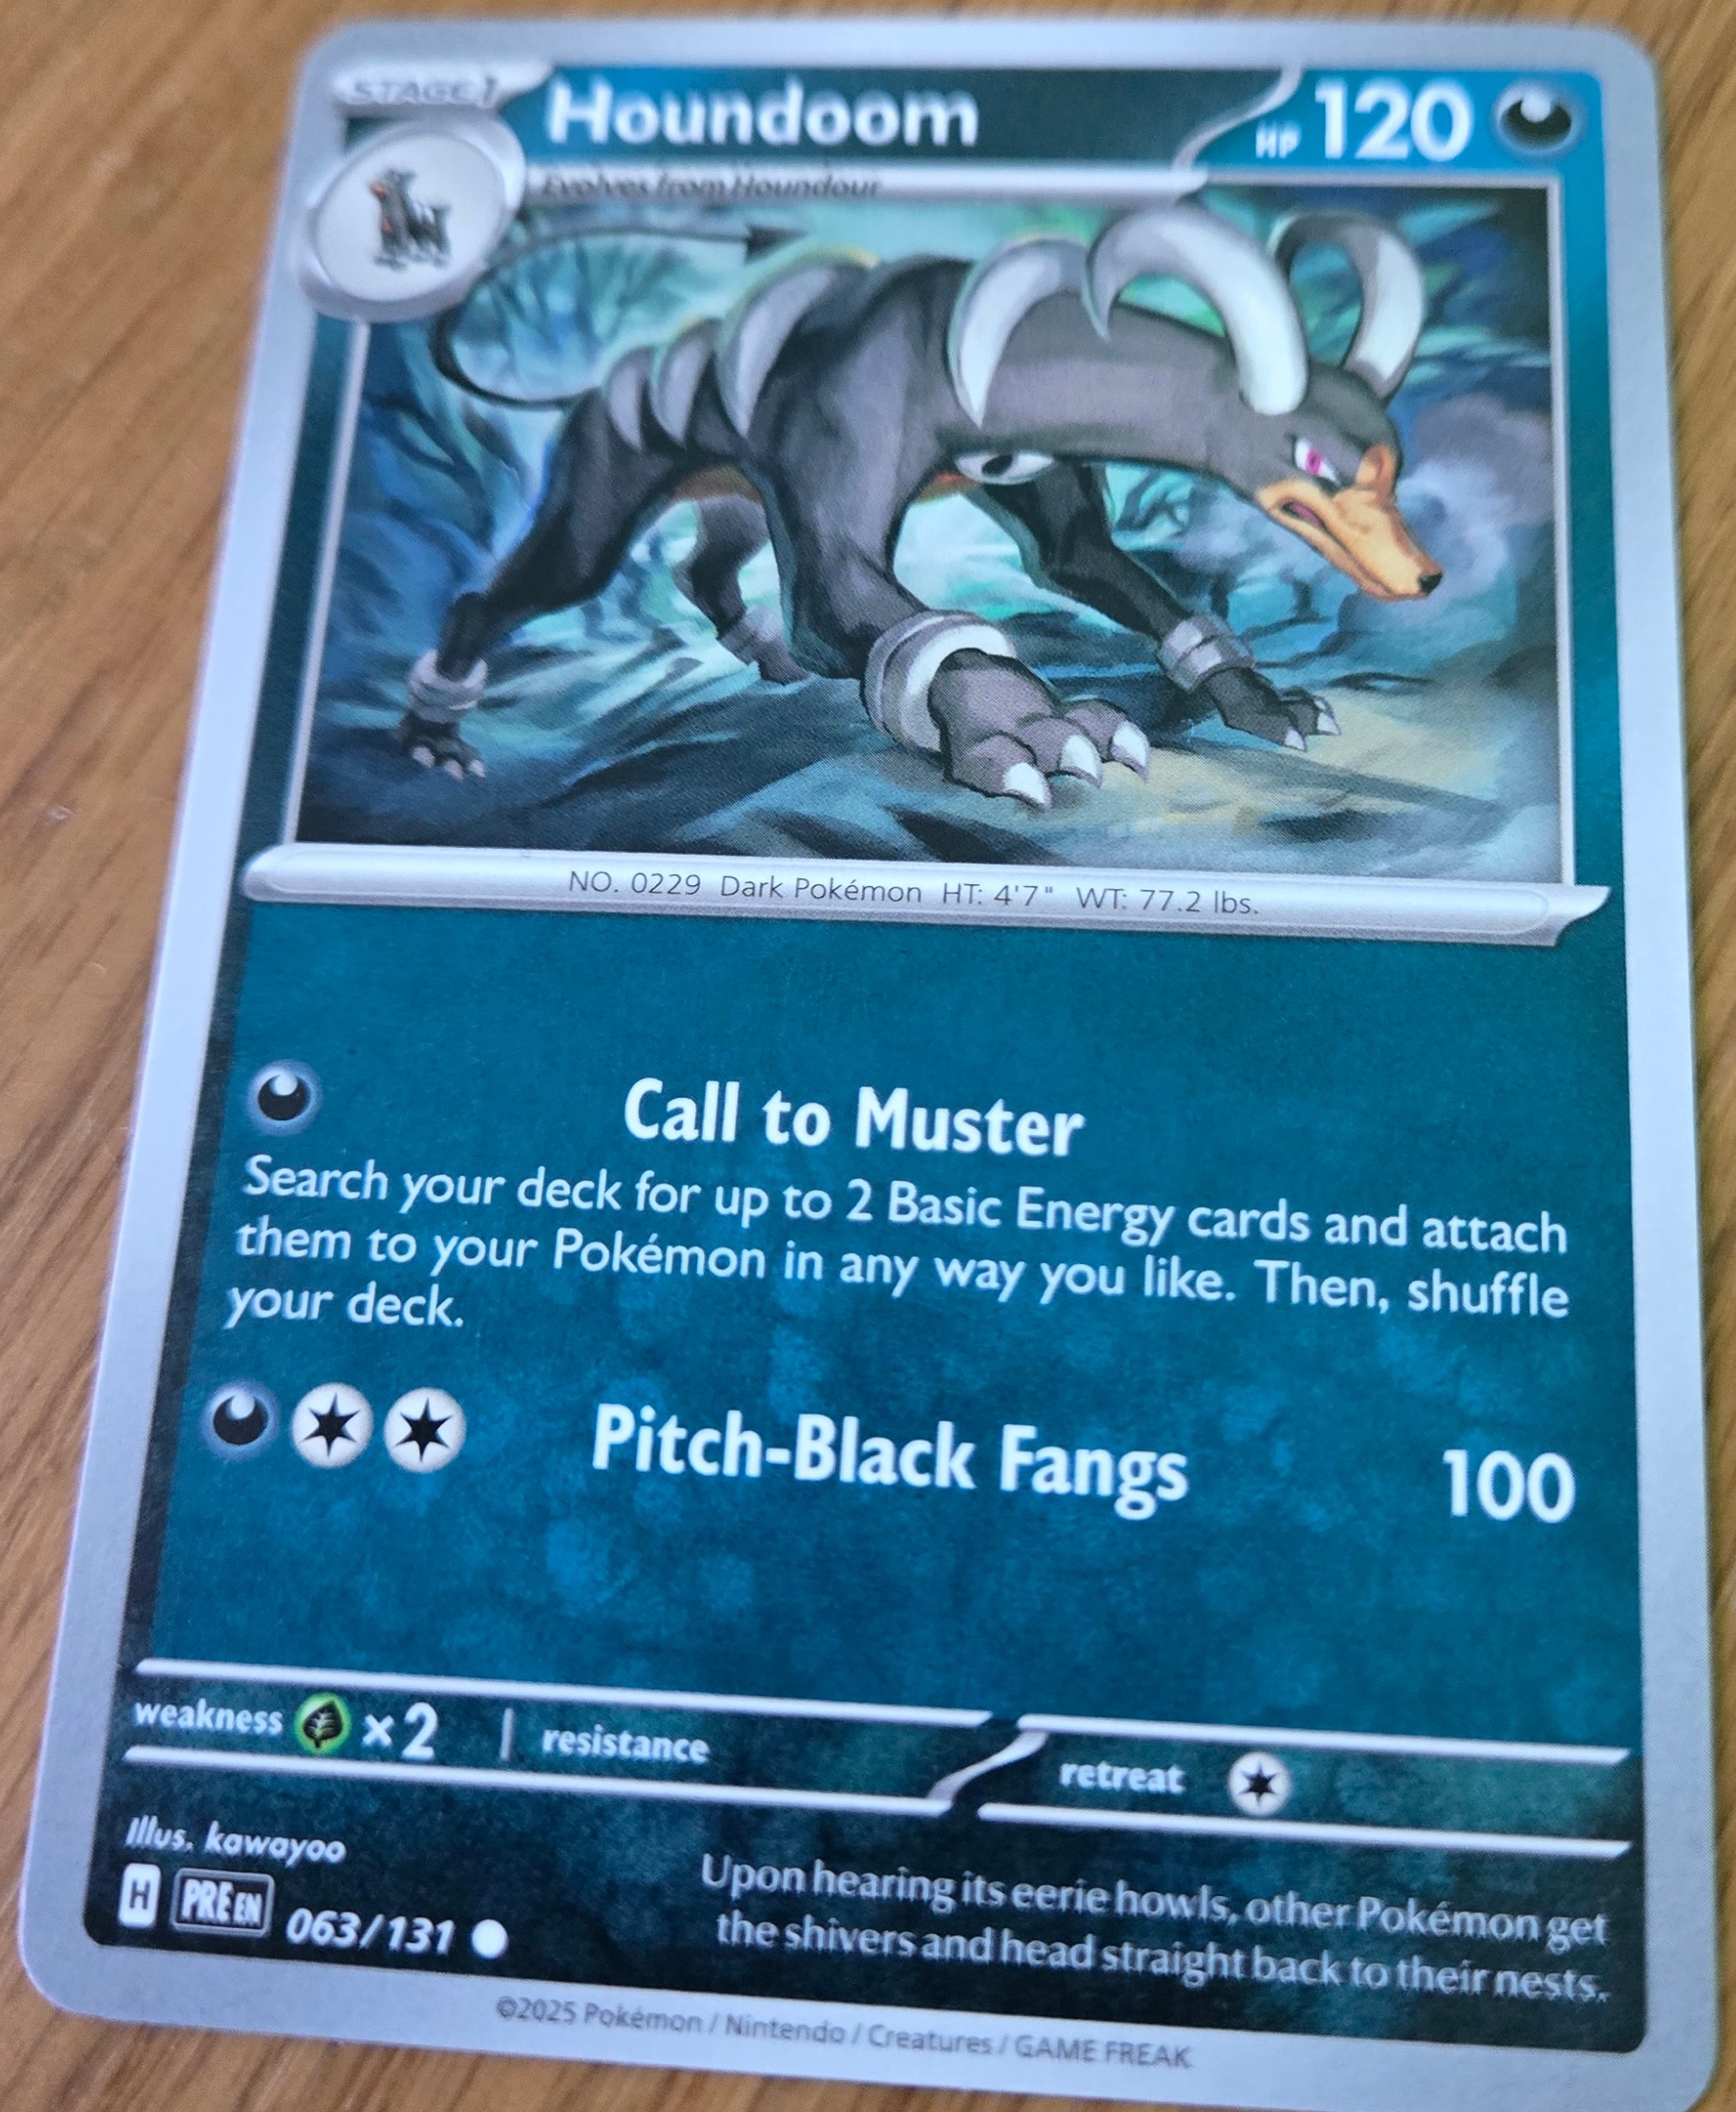 STAGE 1
Houndoom
HP 120
Evolves from Houndour
NO. 0229 Dark Pokémon HT: 4'7" WT: 77.2 lbs.
Call to Muster
Search your deck for up to 2 Basic Energy cards and attach
them to your Pokémon in any way you like. Then, shuffle
your deck.
Pitch-Black Fangs 100
weakness ×2 resistance retreat
Illus. kawayoo
H PRE EN 063/131
Upon hearing its eerie howls, other Pokémon get
the shivers and head straight back to their nests.
©2025 Pokémon / Nintendo / Creatures / GAME FREAK